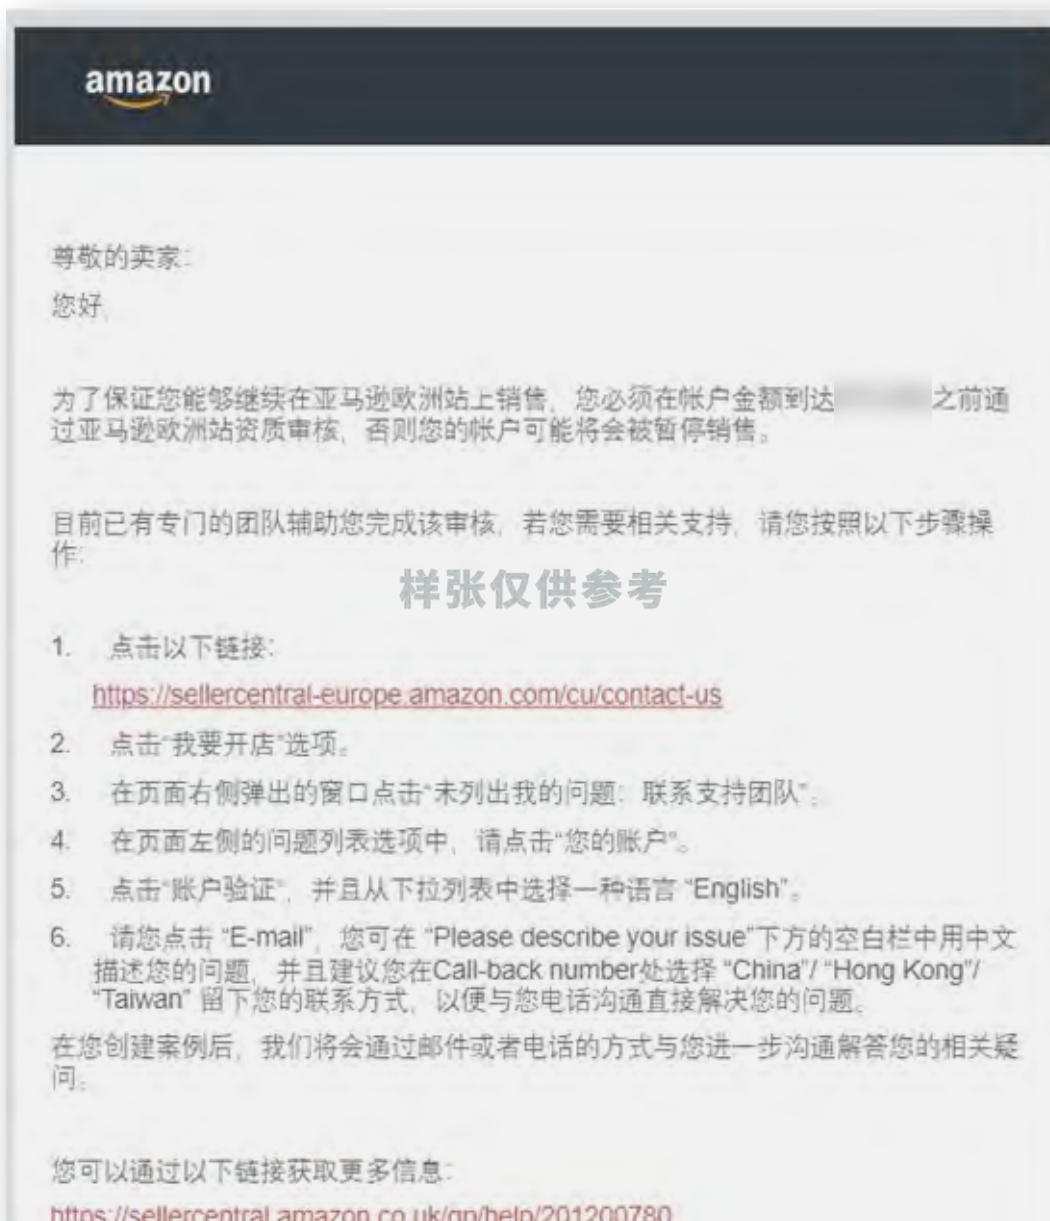 amazon
尊敬的卖家：
您好，
为了保证您能够继续在亚马逊欧洲站上销售，您必须在帐户金额到达 之前通
过亚马逊欧洲站资质审核，否则您的帐户可能将会被暂停销售。
目前已有专门的团队辅助您完成该审核，若您需要相关支持，请您按照以下步骤操
作：
样张仅供参考
1. 点击以下链接：
https://sellercentral-europe.amazon.com/cu/contact-us
2. 点击“我要开店”选项。
3. 在页面右侧弹出的窗口点击“未列出我的问题：联系支持团队”。
4. 在页面左侧的问题列表选项中，请点击“您的账户”。
5. 点击“账户验证”，并且从下拉列表中选择一种语言 “English”。
6. 请您点击 “E-mail”，您可在 “Please describe your issue”下方的空白栏中用中文
描述您的问题，并且建议您在Call-back number处选择 “China”/ “Hong Kong”/
“Taiwan” 留下您的联系方式，以便与您电话沟通直接解决您的问题。
在您创建案例后，我们将会通过邮件或者电话的方式与您进一步沟通解答您的相关疑
问。
您可以通过以下链接获取更多信息：
https://sellercentral.amazon.co.uk/gp/help/201200780